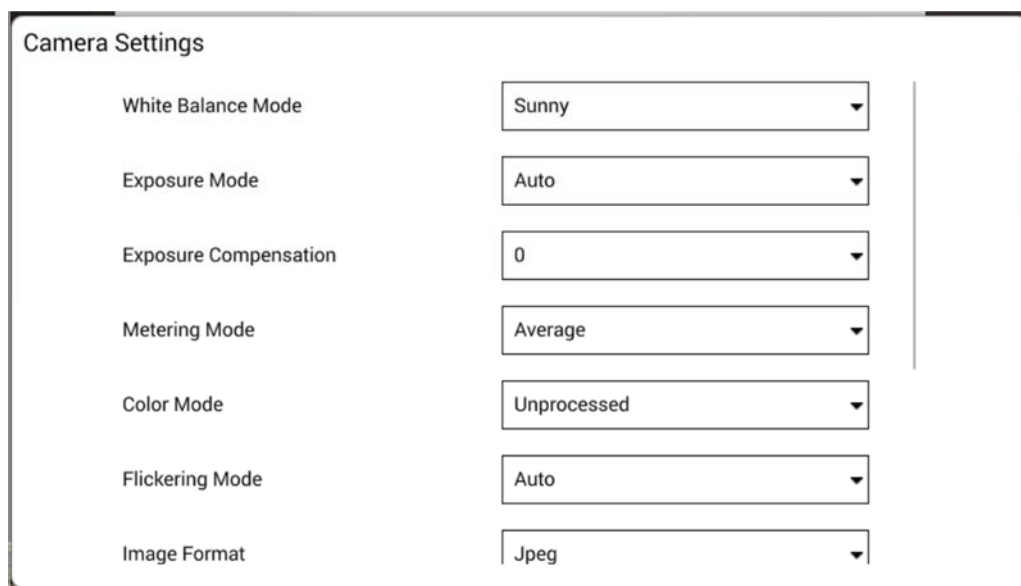 Camera Settings
White Balance Mode Sunny
Exposure Mode Auto
Exposure Compensation 0
Metering Mode Average
Color Mode Unprocessed
Flickering Mode Auto
Image Format Jpeg